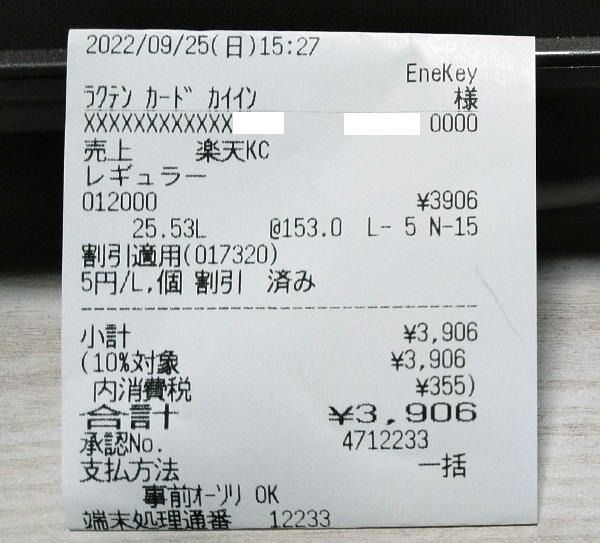 2022/09/25(日)15:27
EneKey
ﾗｸﾃﾝ ｶｰﾄﾞ ｶｲｲﾝ 様
XXXXXXXXXXXX 0000
売上 楽天KC
レギュラー
012000 ¥3906
25.53L @153.0 L- 5 N-15
割引適用(017320)
5円/L,個 割引 済み
小計 ¥3,906
(10%対象 ¥3,906
内消費税 ¥355)
合計 ¥3,906
承認No. 4712233
支払方法 一括
事前ｵｰｿﾘ OK
端末処理通番 12233